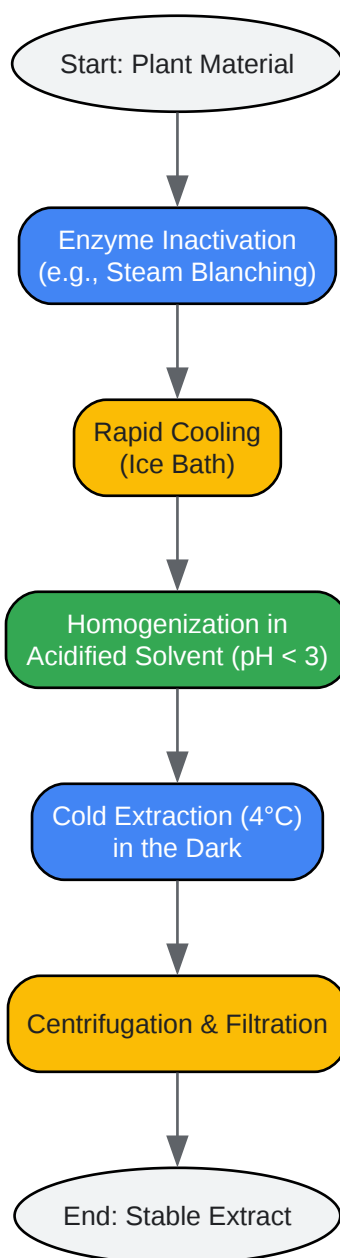 Start: Plant Material
Enzyme Inactivation
(e.g., Steam Blanching)
Rapid Cooling
(Ice Bath)
Homogenization in
Acidified Solvent (pH < 3)
Cold Extraction (4°C)
in the Dark
Centrifugation & Filtration
End: Stable Extract